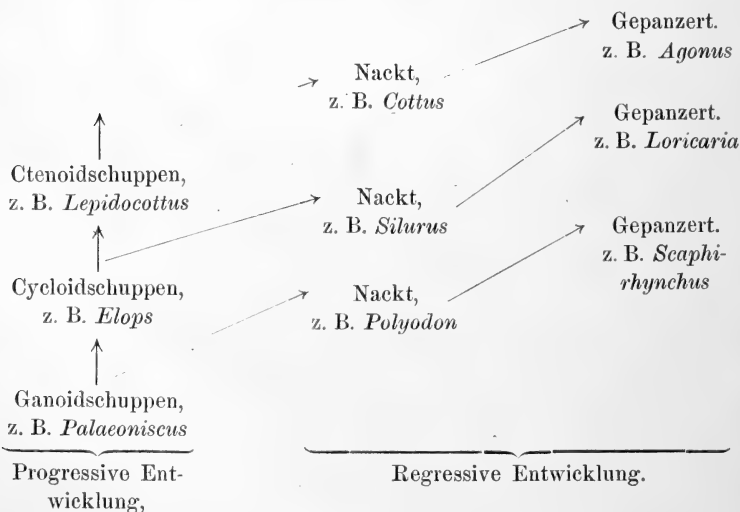 Gepanzert.
z. B. Agonus
Nackt,
z. B. Cottus
Gepanzert.
z. B. Loricaria
Ctenoidschuppen,
z. B. Lepidocottus
Nackt,
z. B. Silurus
Gepanzert.
z. B. Scaphi-
rhynchus
Cycloidschuppen,
z. B. Elops
Nackt,
z. B. Polyodon
Ganoidschuppen,
z. B. Palaeoniscus
Progressive Ent-
wicklung,
Regressive Entwicklung.